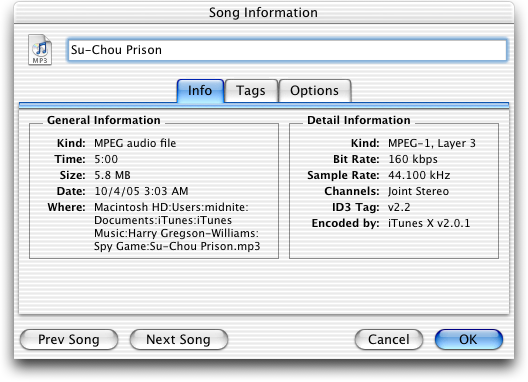 Song Information
MP3
Su-Chou Prison
Info Tags Options
General Information
Kind: MPEG audio file
Time: 5:00
Size: 5.8 MB
Date: 10/4/05 3:03 AM
Where: Macintosh HD:Users:midnite:
Documents:iTunes:iTunes
Music:Harry Gregson-Williams:
Spy Game:Su-Chou Prison.mp3
Detail Information
Kind: MPEG-1, Layer 3
Bit Rate: 160 kbps
Sample Rate: 44.100 kHz
Channels: Joint Stereo
ID3 Tag: v2.2
Encoded by: iTunes X v2.0.1
Prev Song Next Song Cancel OK